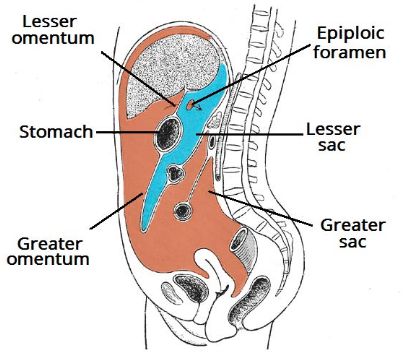 Lesser
omentum
Epiploic
foramen
Stomach
Lesser
sac
Greater
omentum
Greater
sac